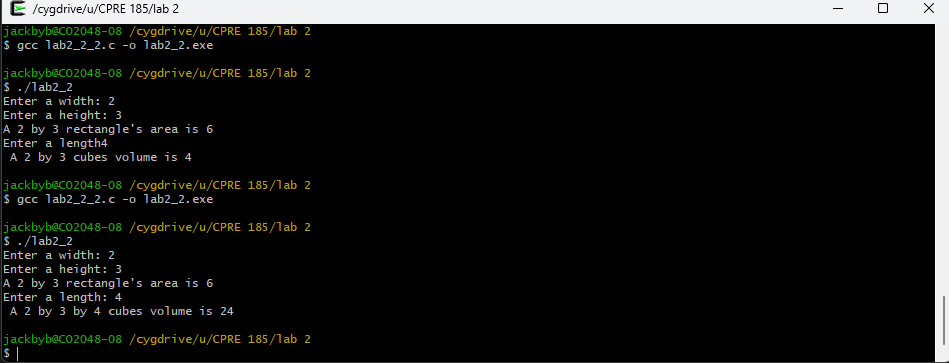 /cygdrive/u/CPRE 185/lab 2
jackbyb@CO2048-08 /cygdrive/u/CPRE 185/lab 2
$ gcc lab2_2_2.c -o lab2_2.exe
jackbyb@CO2048-08 /cygdrive/u/CPRE 185/lab 2
$ ./lab2_2
Enter a width: 2
Enter a height: 3
A 2 by 3 rectangle's area is 6
Enter a length4
 A 2 by 3 cubes volume is 4
jackbyb@CO2048-08 /cygdrive/u/CPRE 185/lab 2
$ gcc lab2_2_2.c -o lab2_2.exe
jackbyb@CO2048-08 /cygdrive/u/CPRE 185/lab 2
$ ./lab2_2
Enter a width: 2
Enter a height: 3
A 2 by 3 rectangle's area is 6
Enter a length: 4
 A 2 by 3 by 4 cubes volume is 24
jackbyb@CO2048-08 /cygdrive/u/CPRE 185/lab 2
$